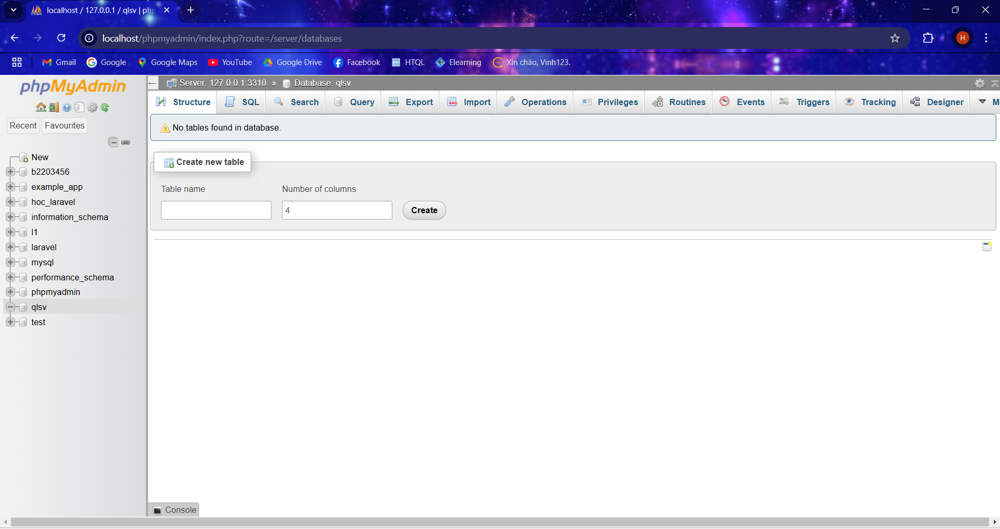 localhost / 127.0.0.1 / qlsv | php
localhost/phpmyadmin/index.php?route=/server/databases
H
Gmail Google Google Maps YouTube Google Drive Facebook HTQL Elearning Xin chào, Vinh123.
phpMyAdmin
Recent Favourites
New
b2203456
example_app
hoc_laravel
information_schema
l1
laravel
mysql
performance_schema
phpmyadmin
qlsv
test
Server: 127.0.0.1:3310 » Database: qlsv
Structure SQL Search Query Export Import Operations Privileges Routines Events Triggers Tracking Designer M
No tables found in database.
Create new table
Table name Number of columns
4 Create
Console